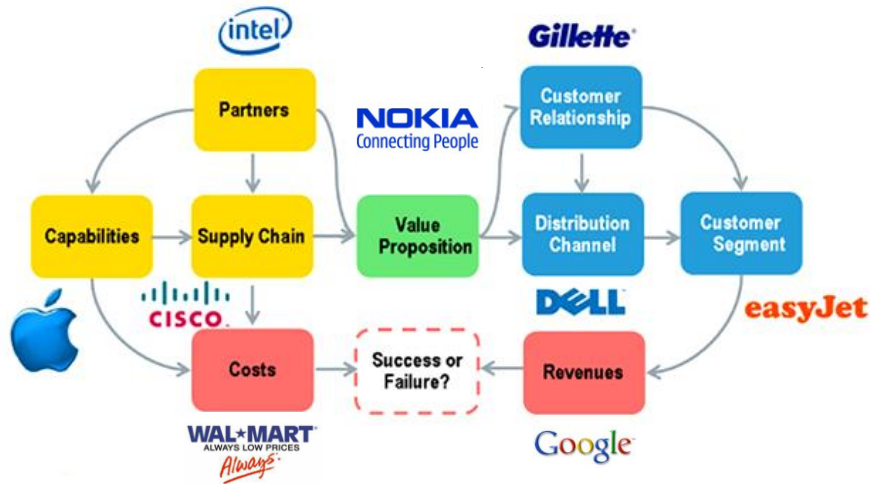 intel
Gillette
Partners
NOKIA
Connecting People
Customer
Relationship
Capabilities
Supply Chain
Value
Proposition
Distribution
Channel
Customer
Segment
CISCO
DELL
easyJet
Costs
Success or
Failure?
Revenues
WAL★MART
ALWAYS LOW PRICES
Always.
Google